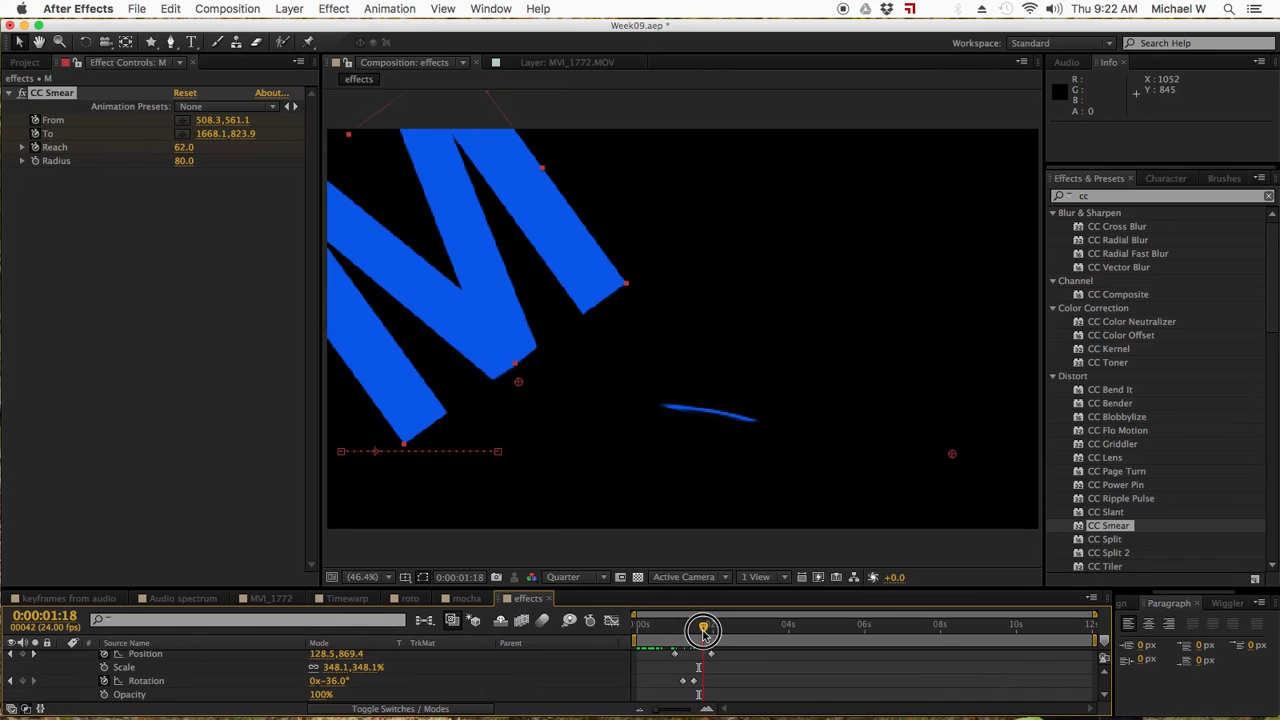 After Effects File Edit Composition Layer Effect Animation View Window Help Thu 9:22 AM Michael W
Week09.aep *
Workspace: Standard Search Help
Project Effect Controls: M Composition: effects Layer: MVI_1772.MOV Audio Info
effects • M effects
fx CC Smear Reset About...
Animation Presets: None
From 508.3,561.1
To 1668.1,823.9
Reach 62.0
Radius 80.0
R : X : 1052
G : Y : 845
B :
A : 0
Effects & Presets Character Brushes
cc
Blur & Sharpen
CC Cross Blur
CC Radial Blur
CC Radial Fast Blur
CC Vector Blur
Channel
CC Composite
Color Correction
CC Color Neutralizer
CC Color Offset
CC Kernel
CC Toner
Distort
CC Bend It
CC Bender
CC Blobbylize
CC Flo Motion
CC Griddler
CC Lens
CC Page Turn
CC Power Pin
CC Ripple Pulse
CC Slant
CC Smear
CC Split
CC Split 2
CC Tiler
M
(46.4%) 0:00:01:18 Quarter Active Camera 1 View +0.0
keyframes from audio Audio spectrum MVI_1772 Timewarp roto mocha effects
gn Paragraph Wiggler
0:00:01:18
00042 (24.00 fps)
:00s 04s 06s 08s 10s 12s
Source Name Mode T TrkMat Parent
Position 128.5,869.4
Scale 348.1,348.1%
Rotation 0x-36.0°
Opacity 100%
0 px 0 px 0 px
0 px 0 px
Toggle Switches / Modes